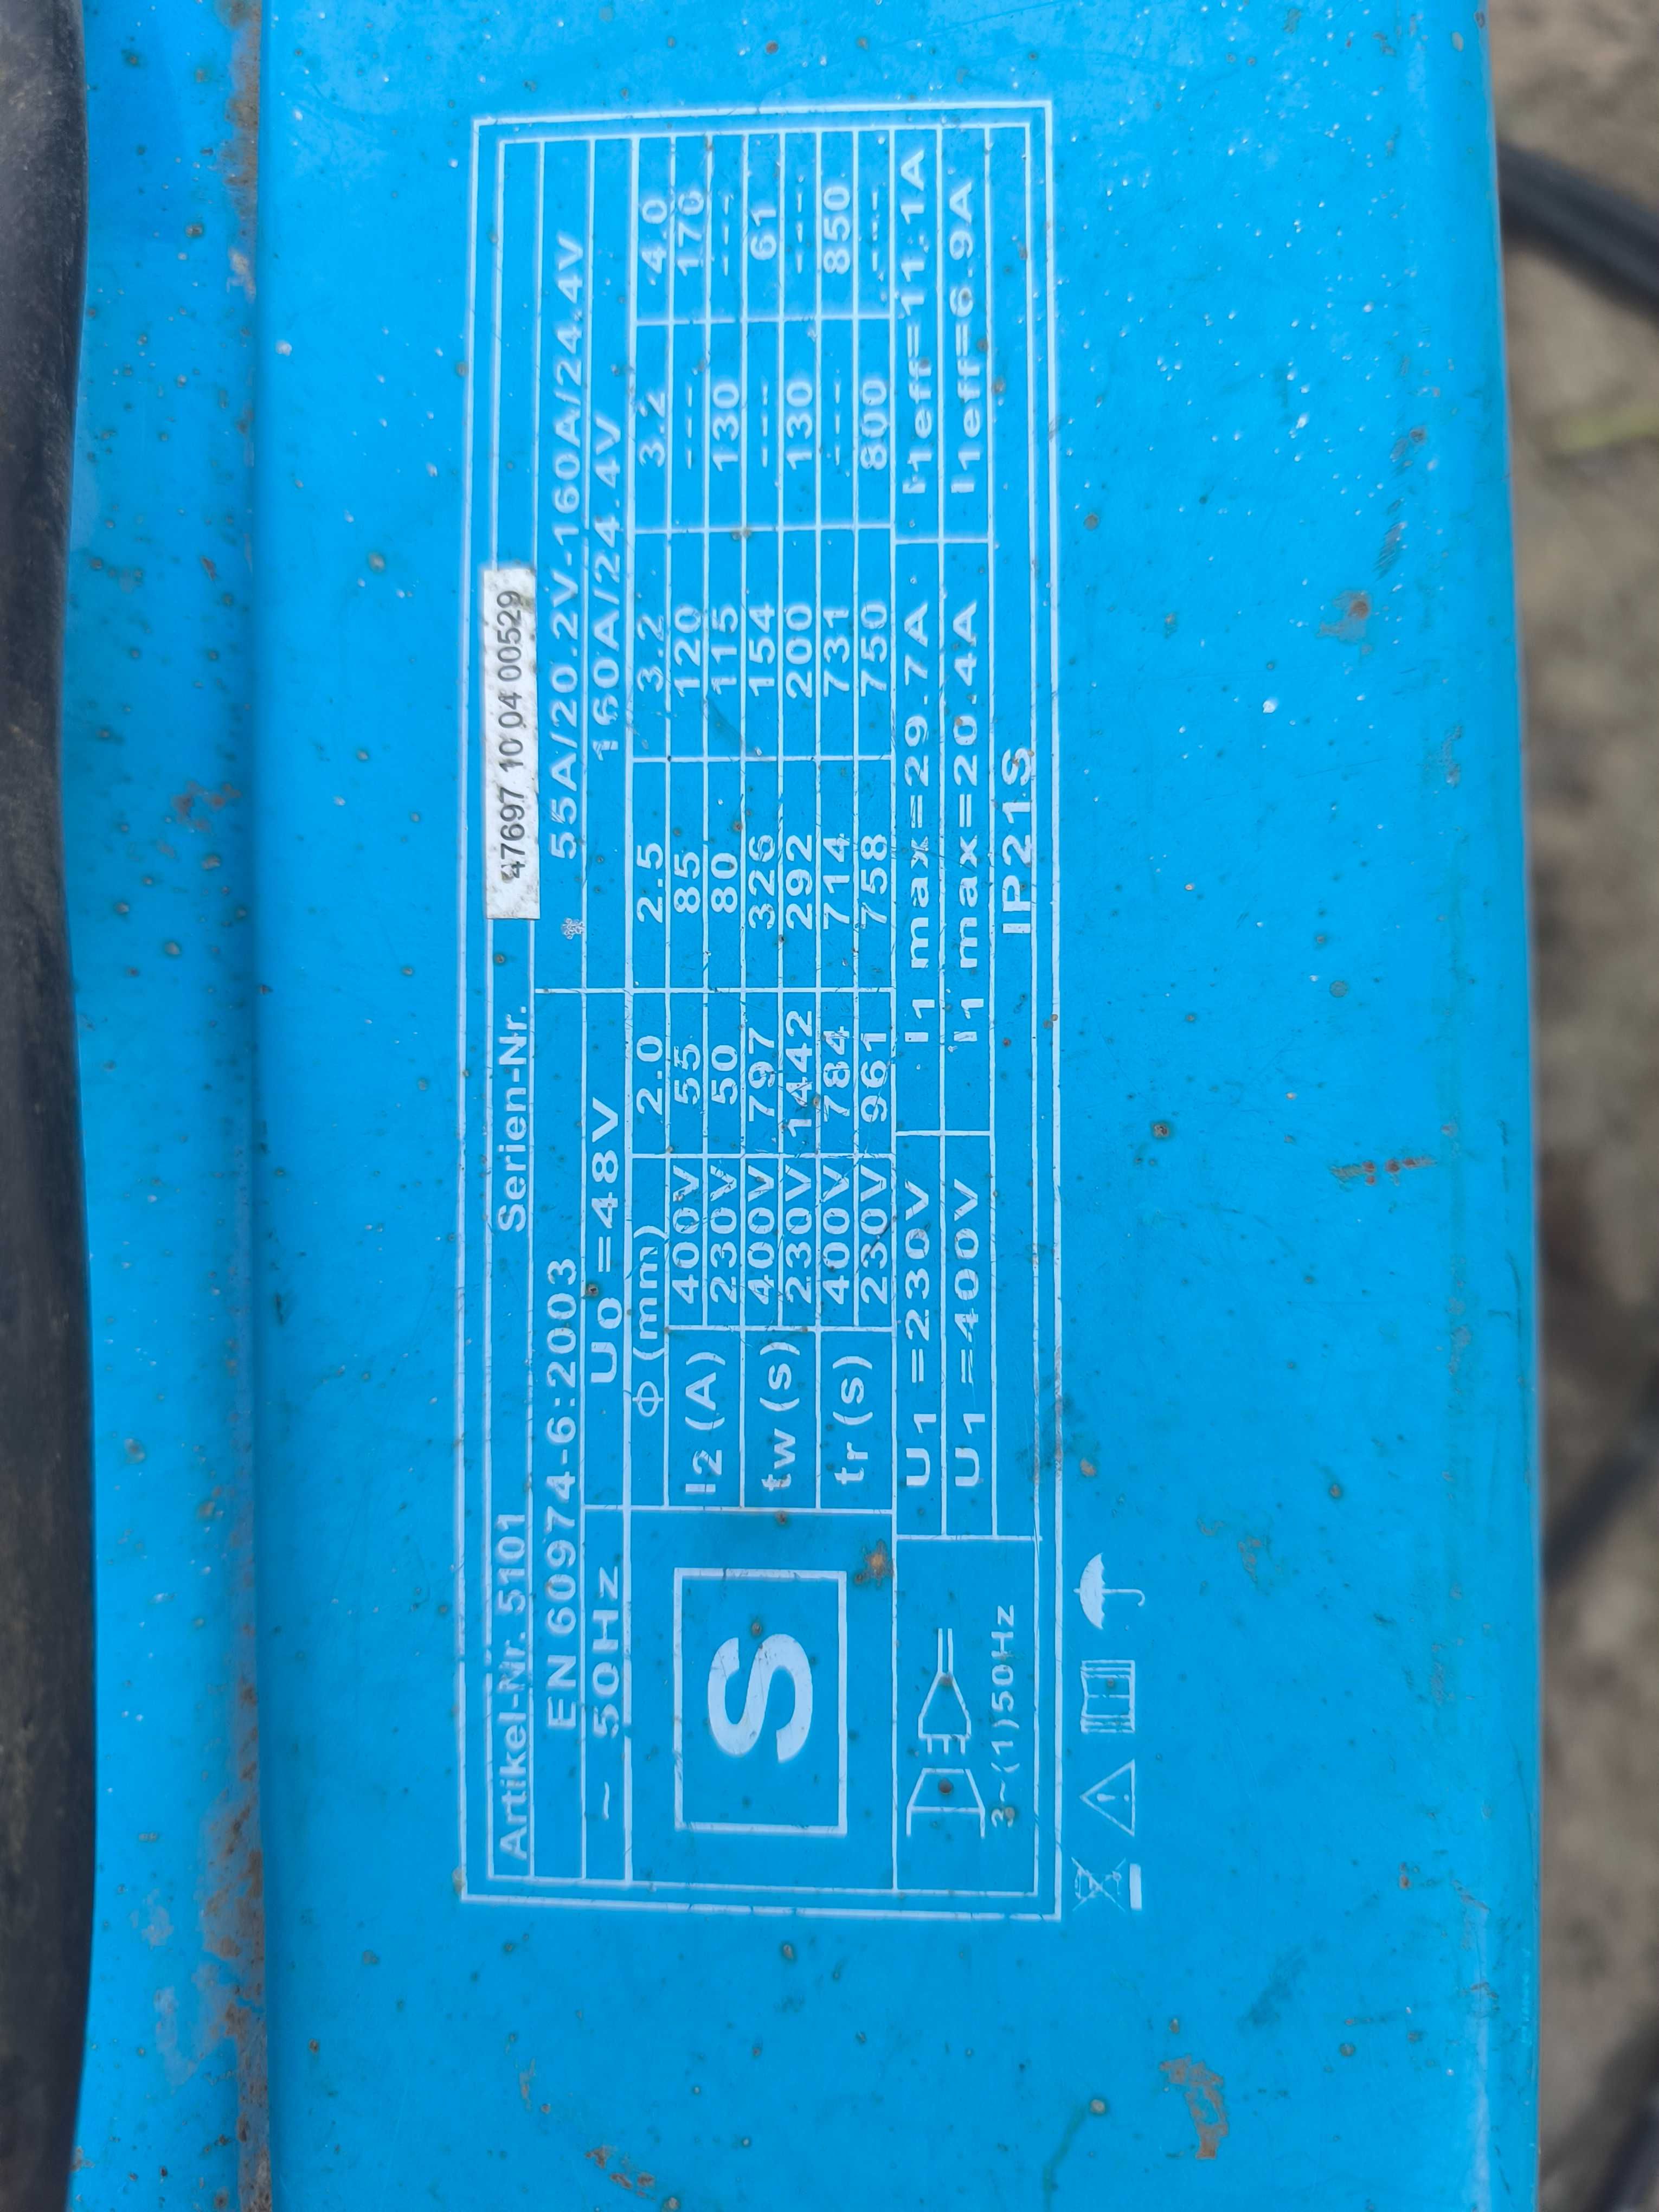 Artikel-Nr. 5101 Serien-Nr. 47697 10 04 00529
EN 60974-6:2003 55A/20.2V-160A/24.4V
~ 50Hz U0 =48V 160A/24.4V
S
ϕ (mm) 2.0 2.5 3.2 3.2 4.0
I2 (A) 400V 55 85 120 --- 170
230V 50 80 115 130 ---
tw (s) 400V 797 326 154 --- 61
230V 1442 292 200 130 ---
tr (s) 400V 784 714 731 --- 850
230V 961 758 750 800 ---
U1 =230V I1 max=29.7A I1eff=11.1A
U1 =400V I1 max=20.4A I1eff=6.9A
3~(1)50Hz IP21S